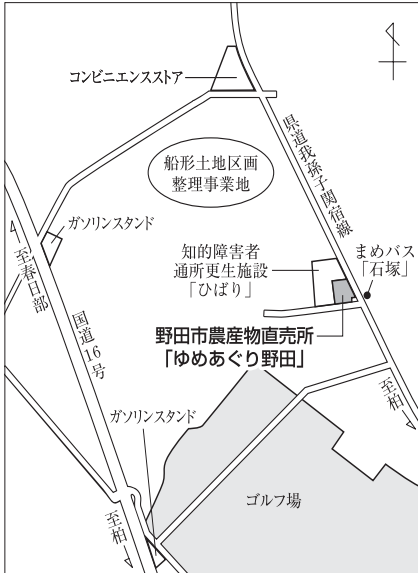 コンビニエンスストア
船形土地区画
整理事業地
県道我孫子関宿線
ガソリンスタンド
至春日部
知的障害者
通所更生施設
「ひばり」
まめバス
「石塚」
国道16号
野田市農産物直売所
「ゆめあぐり野田」
至柏
ガソリンスタンド
ゴルフ場
至柏